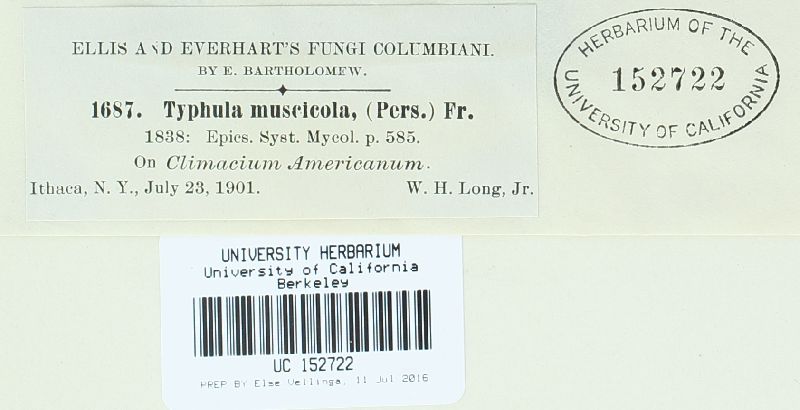 ELLIS AND EVERHART'S FUNGI COLUMBIANI.
BY E. BARTHOLOMEW.
1687. Typhula muscicola, (Pers.) Fr.
1838: Epics. Syst. Mycol. p. 585.
On Climacium Americanum.
Ithaca, N. Y., July 23, 1901. W. H. Long, Jr.
HERBARIUM OF THE
152722
UNIVERSITY OF CALIFORNIA
UNIVERSITY HERBARIUM
University of California
Berkeley
UC 152722
PREP BY Else Vellinga, 11 Jul 2016